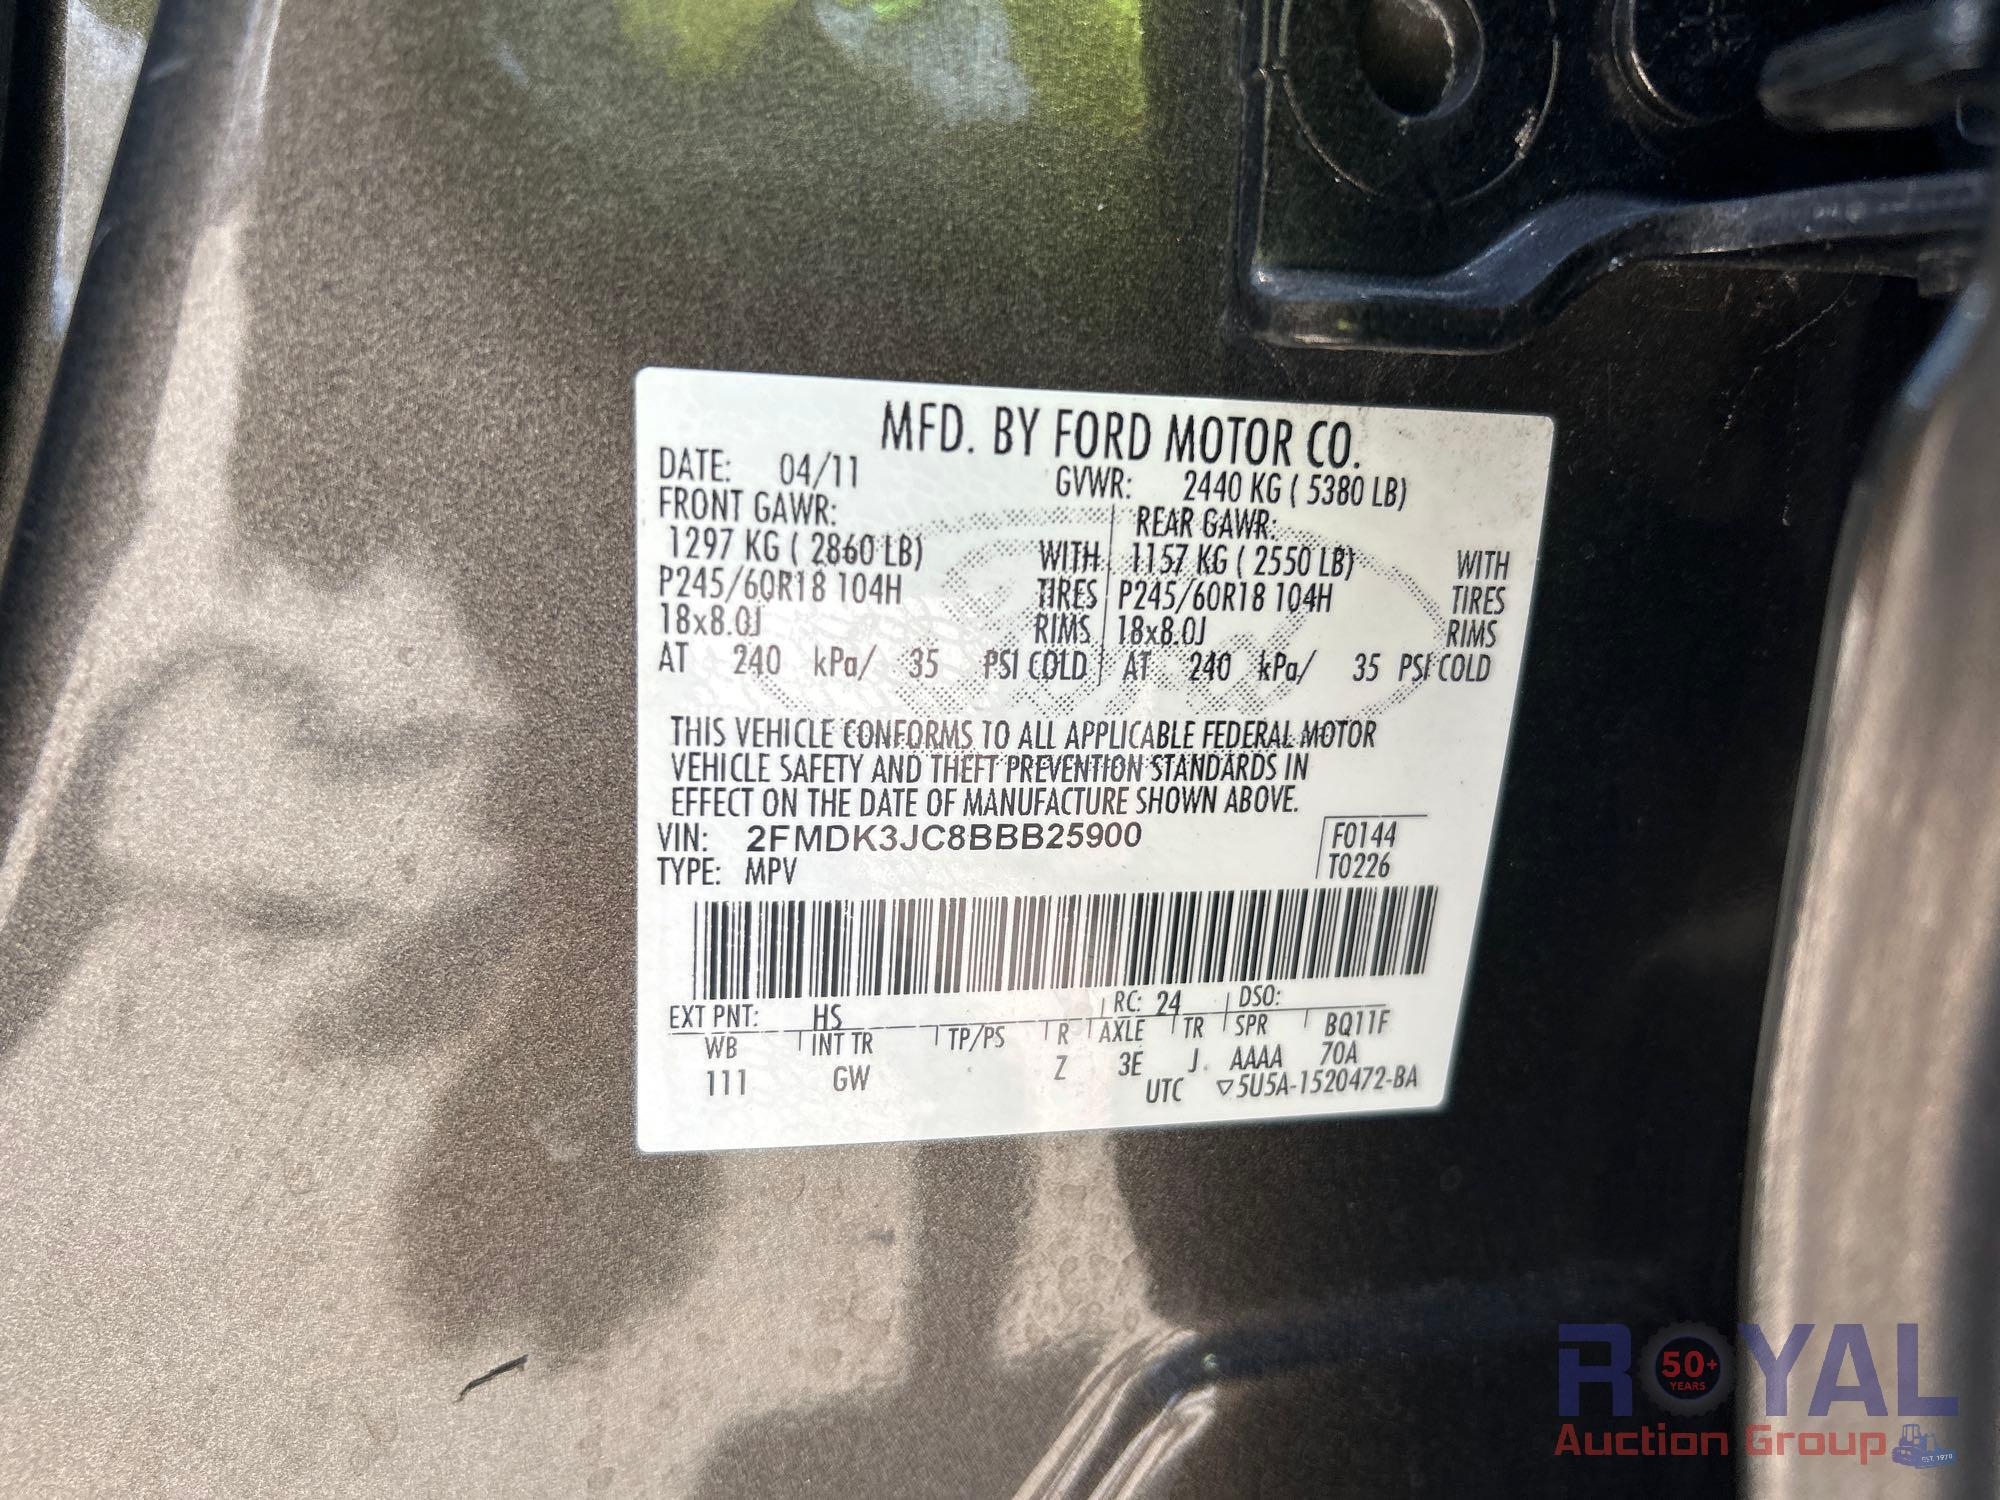 MFD. BY FORD MOTOR CO.
DATE: 04/11 GVWR: 2440 KG ( 5380 LB)
FRONT GAWR: REAR GAWR:
1297 KG ( 2860 LB) WITH 1157 KG ( 2550 LB) WITH
P245/60R18 104H TIRES P245/60R18 104H TIRES
18x8.0J RIMS 18x8.0J RIMS
AT 240 kPa/ 35 PSI COLD AT 240 kPa/ 35 PSI COLD
THIS VEHICLE CONFORMS TO ALL APPLICABLE FEDERAL MOTOR
VEHICLE SAFETY AND THEFT PREVENTION STANDARDS IN
EFFECT ON THE DATE OF MANUFACTURE SHOWN ABOVE.
VIN: 2FMDK3JC8BBB25900 F0144
TYPE: MPV T0226
EXT PNT: HS RC: 24 DSO:
WB INT TR TP/PS R AXLE TR SPR BQ11F
111 GW Z 3E J AAAA 70A
UTC ▽5U5A-1520472-BA
ROYAL
50+
YEARS
Auction Group
EST. 1970